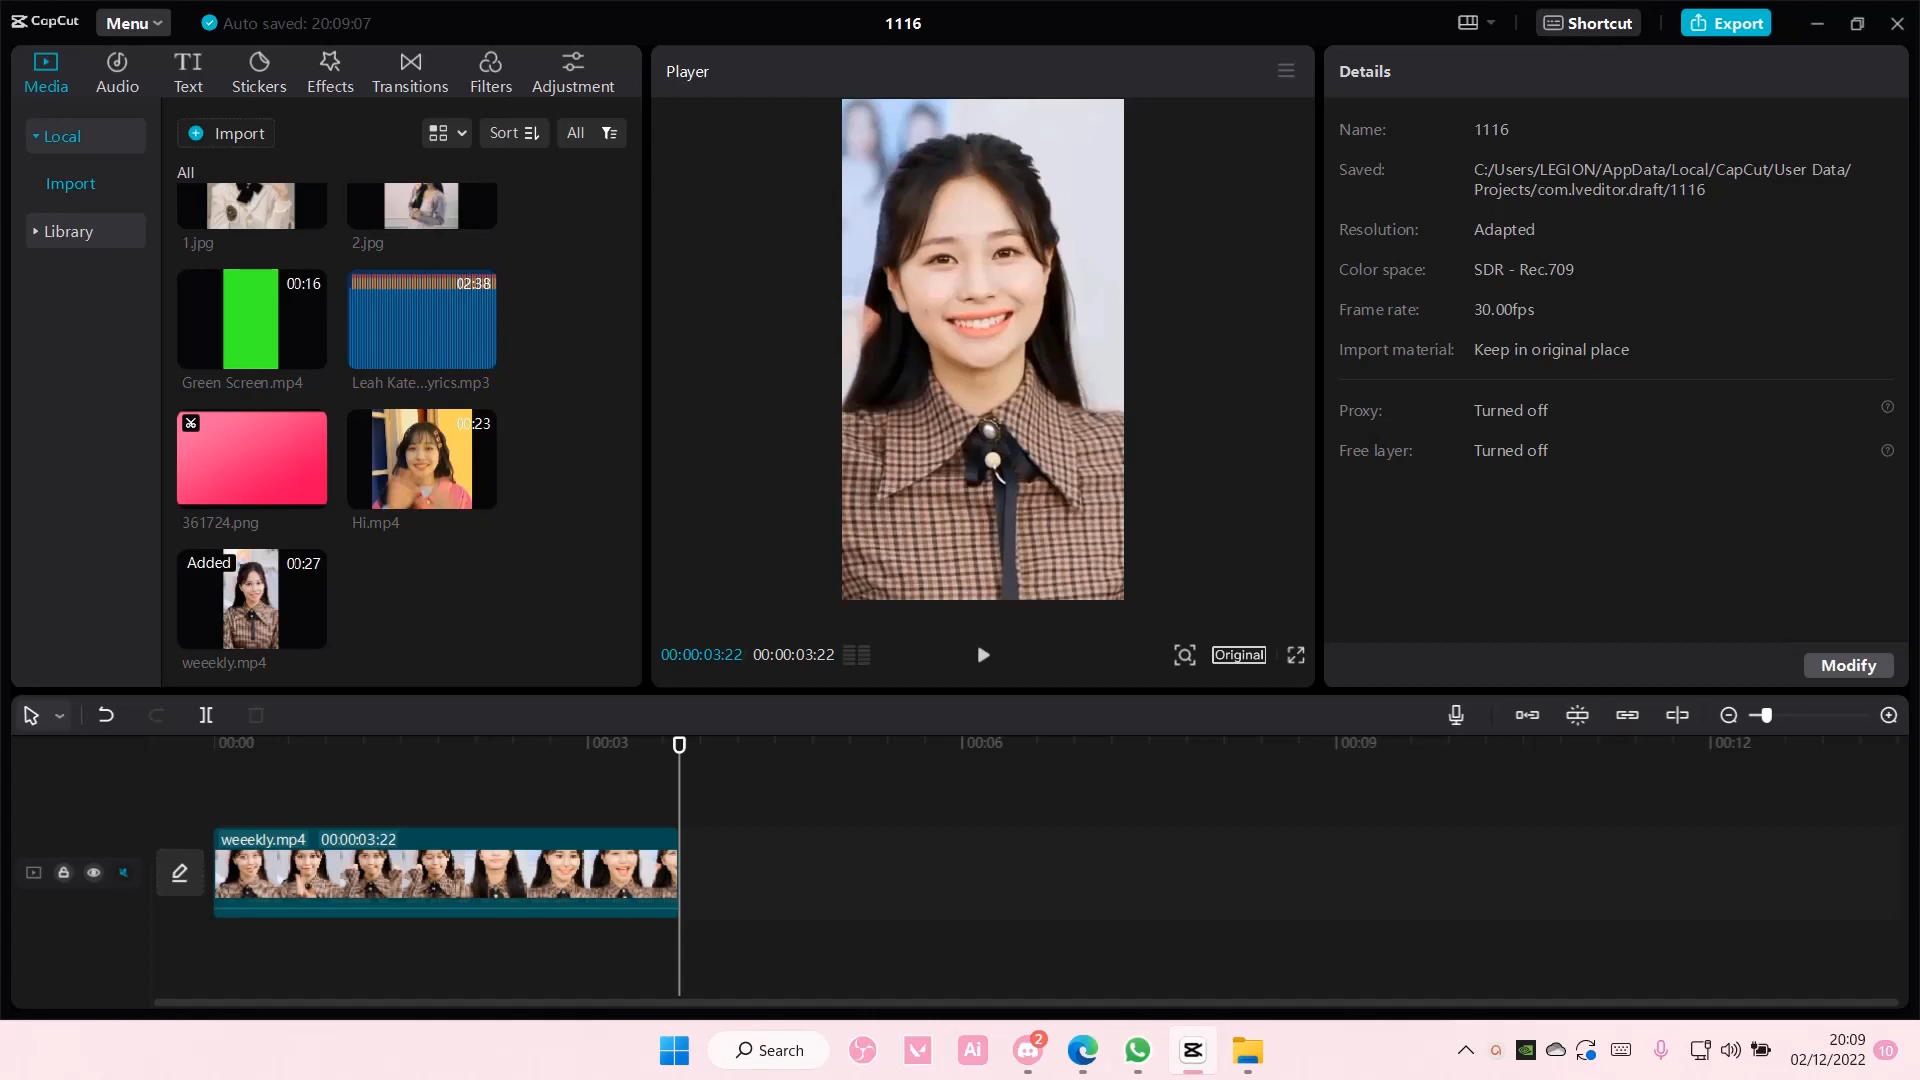 CapCut
Menu
Auto saved: 20:09:07
1116
Shortcut
Export
Media
Audio
TI
Text
Stickers
Effects
Transitions
Filters
Adjustment
Local
Import
Library
Import
Sort
All
All
1.jpg
2.jpg
00:16
Green Screen.mp4
02:38
Leah Kate...yrics.mp3
361724.png
00:23
Hi.mp4
Added
00:27
weeekly.mp4
Player
00:00:03:22
00:00:03:22
Original
Details
Name:
1116
Saved:
C:/Users/LEGION/AppData/Local/CapCut/User Data/
Projects/com.lveditor.draft/1116
Resolution:
Adapted
Color space:
SDR - Rec.709
Frame rate:
30.00fps
Import material:
Keep in original place
Proxy:
Turned off
Free layer:
Turned off
Modify
00:00
00:03
00:06
00:09
00:12
weeekly.mp4 00:00:03:22
Search
Ai
2
20:09
02/12/2022
10